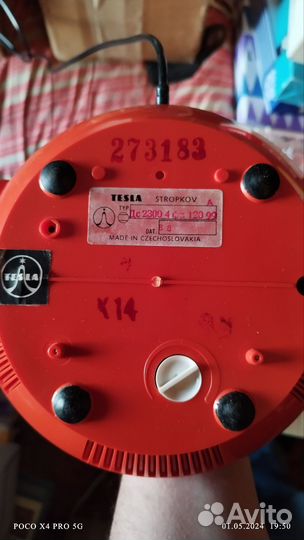 273183
TESLA STROPKOV
TYP
A
DAT.
MADE IN CZECHOSLOVAKIA
TESLA
K14
POCO X4 PRO 5G
Avito
01.05.2024 19:50